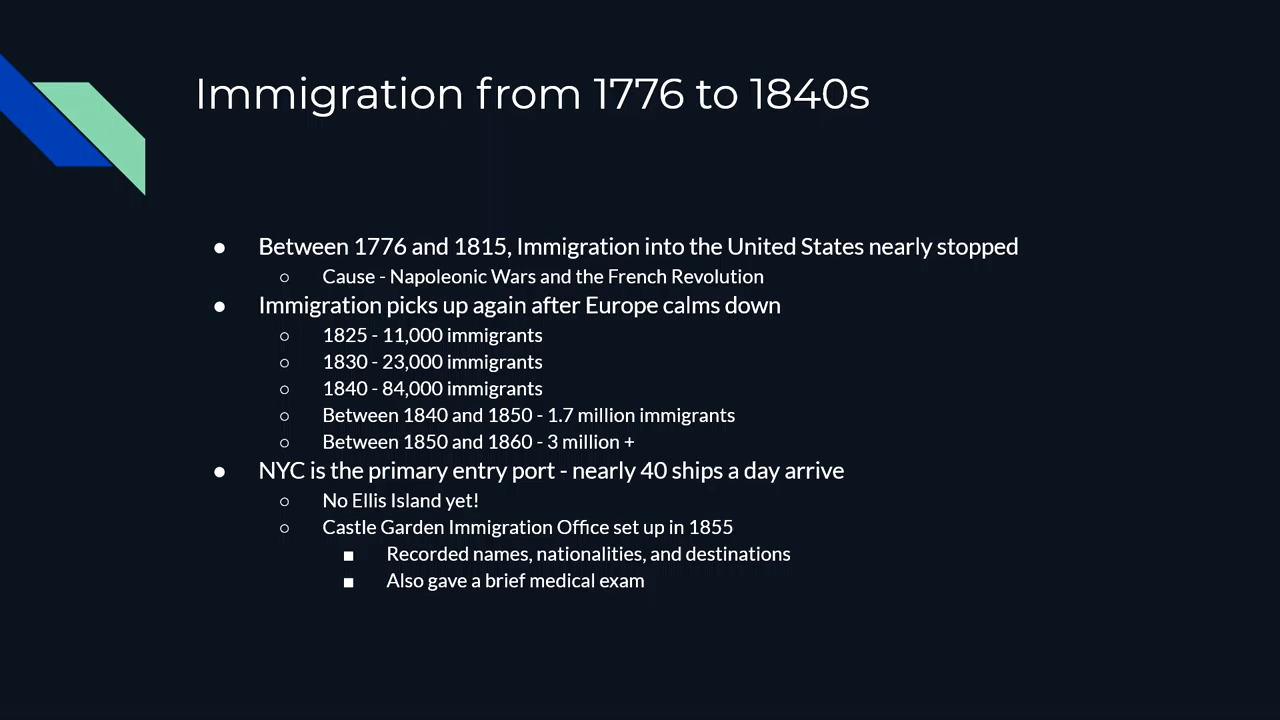 Immigration from 1776 to 1840s
● Between 1776 and 1815, Immigration into the United States nearly stopped
○ Cause - Napoleonic Wars and the French Revolution
● Immigration picks up again after Europe calms down
○ 1825 - 11,000 immigrants
○ 1830 - 23,000 immigrants
○ 1840 - 84,000 immigrants
○ Between 1840 and 1850 - 1.7 million immigrants
○ Between 1850 and 1860 - 3 million +
● NYC is the primary entry port - nearly 40 ships a day arrive
○ No Ellis Island yet!
○ Castle Garden Immigration Office set up in 1855
■ Recorded names, nationalities, and destinations
■ Also gave a brief medical exam